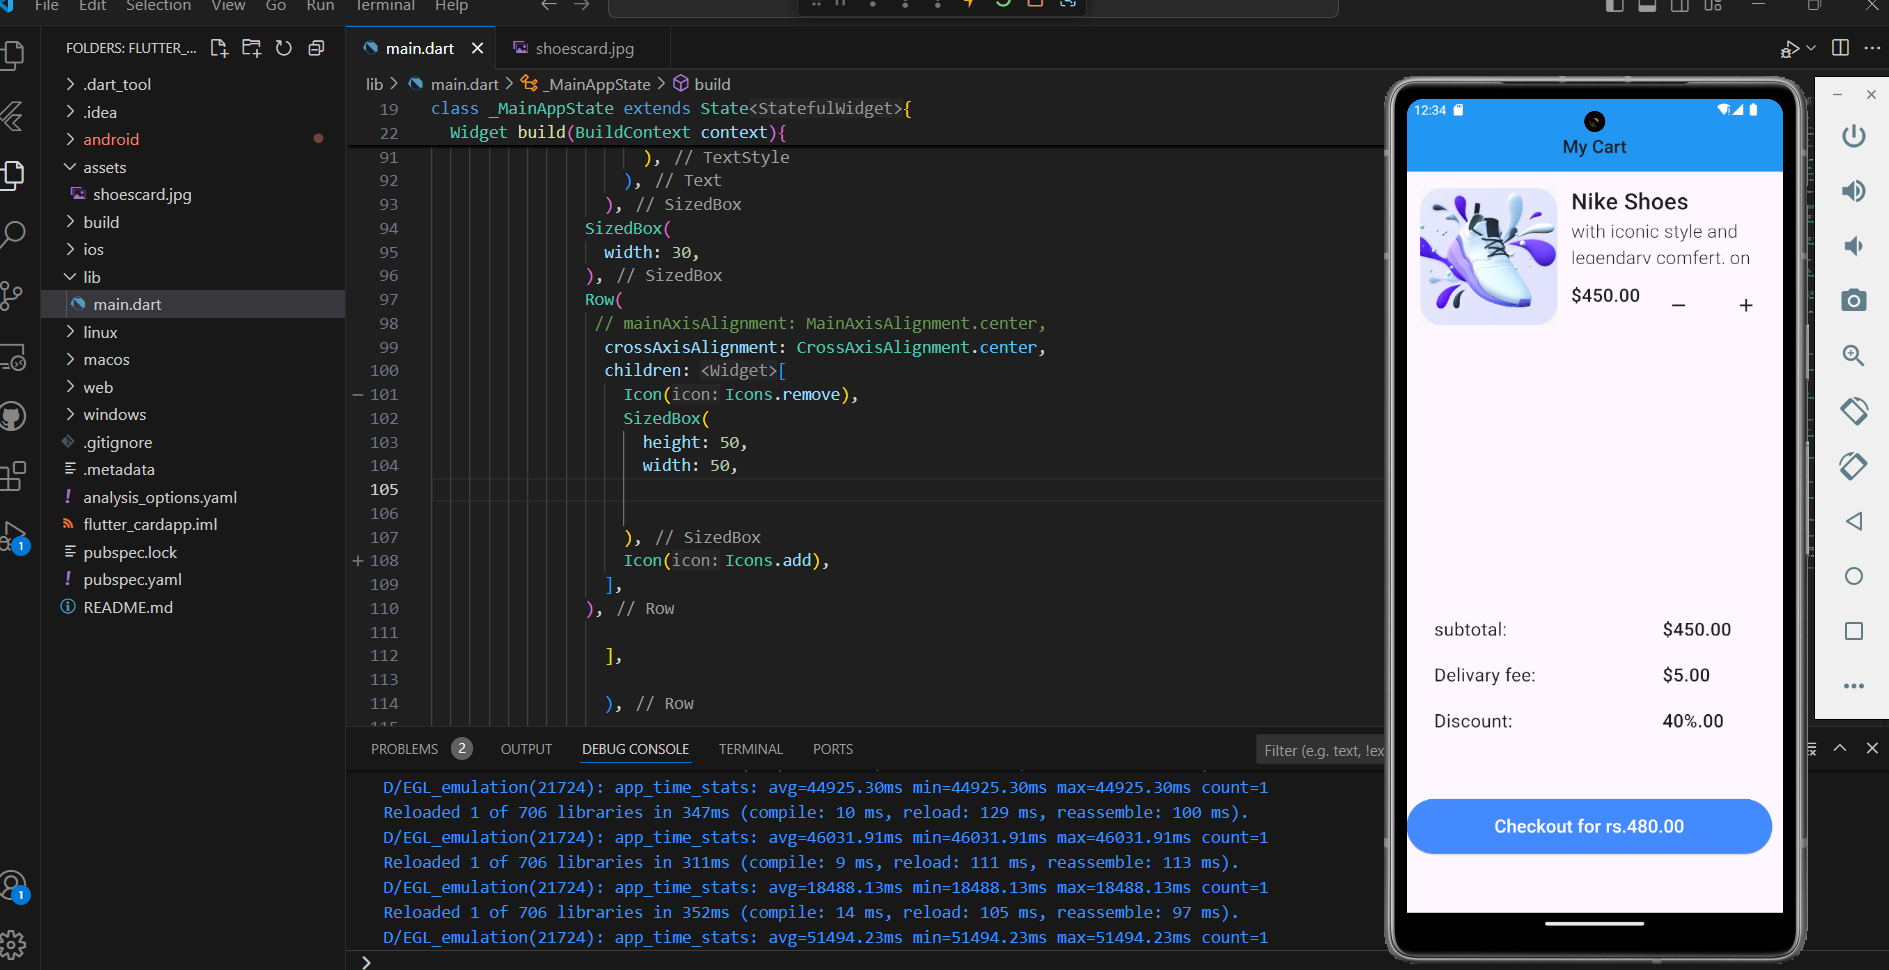 File Edit Selection View Go Run Terminal Help
FOLDERS: FLUTTER_...
.dart_tool
.idea
android
assets
shoescard.jpg
build
ios
lib
main.dart
linux
macos
web
windows
.gitignore
.metadata
analysis_options.yaml
flutter_cardapp.iml
pubspec.lock
pubspec.yaml
README.md
1
1
main.dart
shoescard.jpg
lib > main.dart > _MainAppState > build
19 class _MainAppState extends State<StatefulWidget>{
22 Widget build(BuildContext context){
91 ), // TextStyle
92 ), // Text
93 ), // SizedBox
94 SizedBox(
95 width: 30,
96 ), // SizedBox
97 Row(
98 // mainAxisAlignment: MainAxisAlignment.center,
99 crossAxisAlignment: CrossAxisAlignment.center,
100 children: <Widget>[
101 Icon(icon: Icons.remove),
102 SizedBox(
103 height: 50,
104 width: 50,
105
106
107 ), // SizedBox
108 Icon(icon: Icons.add),
109 ],
110 ), // Row
111
112 ],
113
114 ), // Row
115
PROBLEMS 2 OUTPUT DEBUG CONSOLE TERMINAL PORTS
Filter (e.g. text, !ex
D/EGL_emulation(21724): app_time_stats: avg=44925.30ms min=44925.30ms max=44925.30ms count=1
Reloaded 1 of 706 libraries in 347ms (compile: 10 ms, reload: 129 ms, reassemble: 100 ms).
D/EGL_emulation(21724): app_time_stats: avg=46031.91ms min=46031.91ms max=46031.91ms count=1
Reloaded 1 of 706 libraries in 311ms (compile: 9 ms, reload: 111 ms, reassemble: 113 ms).
D/EGL_emulation(21724): app_time_stats: avg=18488.13ms min=18488.13ms max=18488.13ms count=1
Reloaded 1 of 706 libraries in 352ms (compile: 14 ms, reload: 105 ms, reassemble: 97 ms).
D/EGL_emulation(21724): app_time_stats: avg=51494.23ms min=51494.23ms max=51494.23ms count=1
12:34
My Cart
Nike Shoes
with iconic style and
legendary comfert, on
$450.00 − +
subtotal: $450.00
Delivary fee: $5.00
Discount: 40%.00
Checkout for rs.480.00